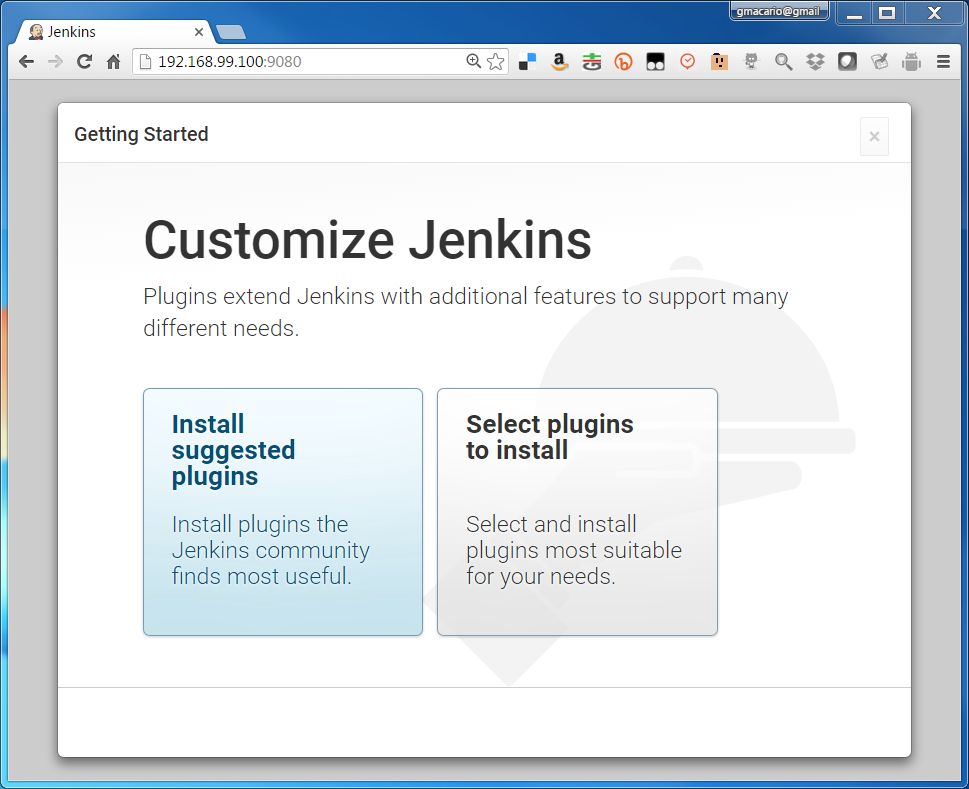 gmacario@gmail
Jenkins
192.168.99.100:9080
Getting Started
Customize Jenkins
Plugins extend Jenkins with additional features to support many
different needs.
Install
suggested
plugins
Install plugins the
Jenkins community
finds most useful.
Select plugins
to install
Select and install
plugins most suitable
for your needs.